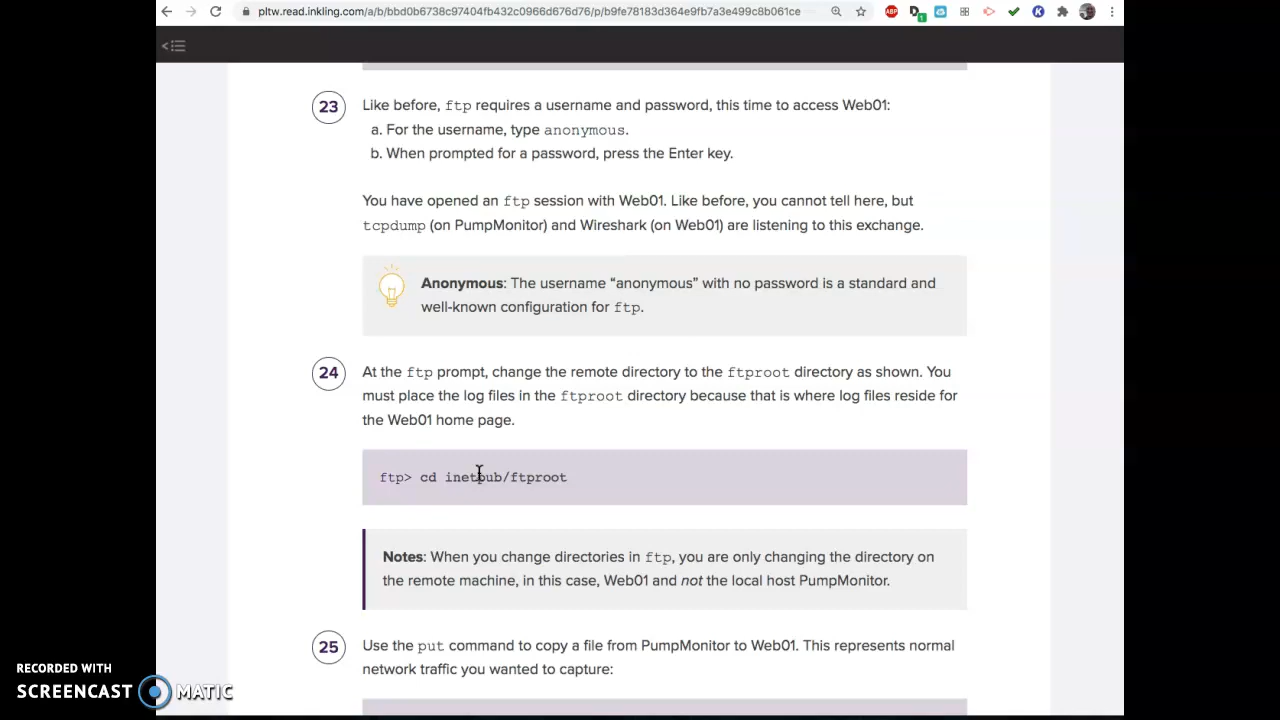 pltw.read.inkling.com/a/b/bbd0b6738c97404fb432c0966d676d76/p/b9fe78183d364e9fb7a3e499c8b061ce
ABP
1
K
23
Like before, ftp requires a username and password, this time to access Web01:
a. For the username, type anonymous.
b. When prompted for a password, press the Enter key.
You have opened an ftp session with Web01. Like before, you cannot tell here, but
tcpdump (on PumpMonitor) and Wireshark (on Web01) are listening to this exchange.
Anonymous: The username “anonymous” with no password is a standard and
well-known configuration for ftp.
24
At the ftp prompt, change the remote directory to the ftproot directory as shown. You
must place the log files in the ftproot directory because that is where log files reside for
the Web01 home page.
ftp> cd inetpub/ftproot
Notes: When you change directories in ftp, you are only changing the directory on
the remote machine, in this case, Web01 and not the local host PumpMonitor.
25
Use the put command to copy a file from PumpMonitor to Web01. This represents normal
network traffic you wanted to capture:
RECORDED WITH
SCREENCAST MATIC